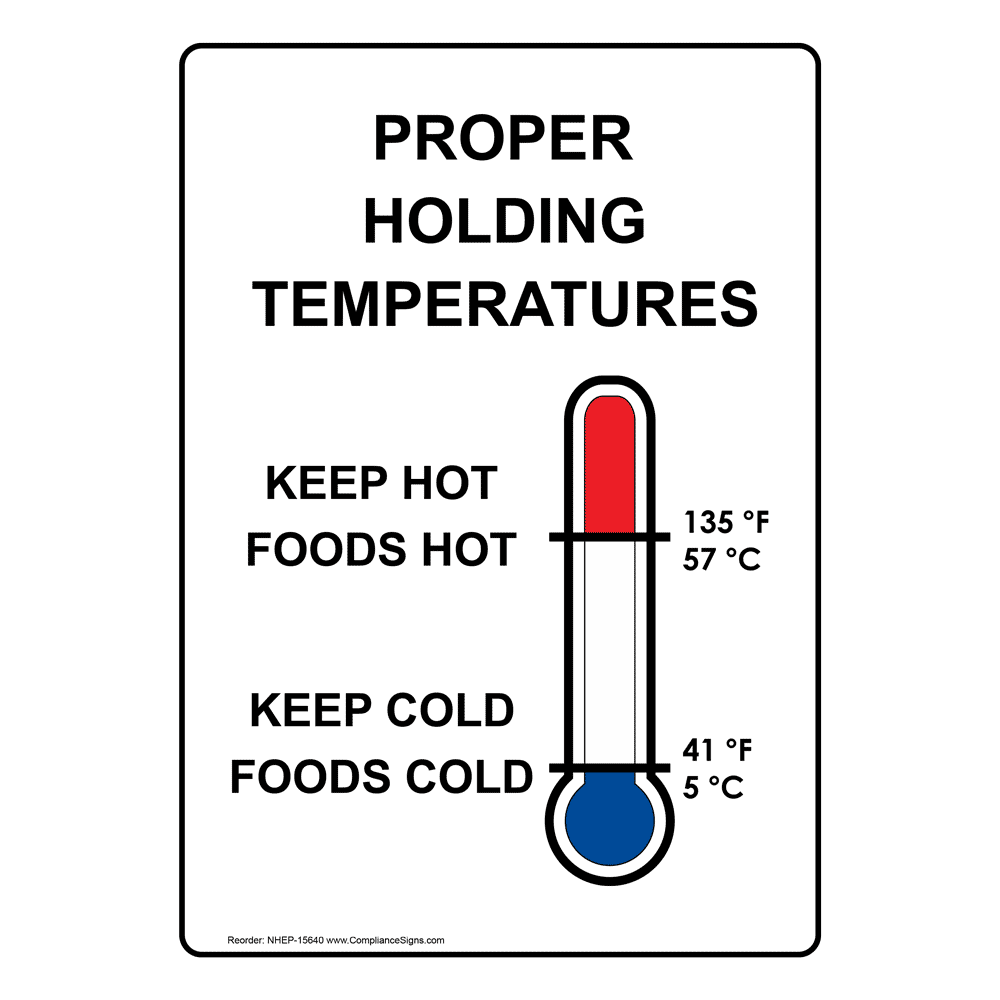 PROPER
HOLDING
TEMPERATURES
KEEP HOT
FOODS HOT
135 °F
57 °C
KEEP COLD
FOODS COLD
41 °F
5 °C
Reorder: NHEP-15640 www.ComplianceSigns.com